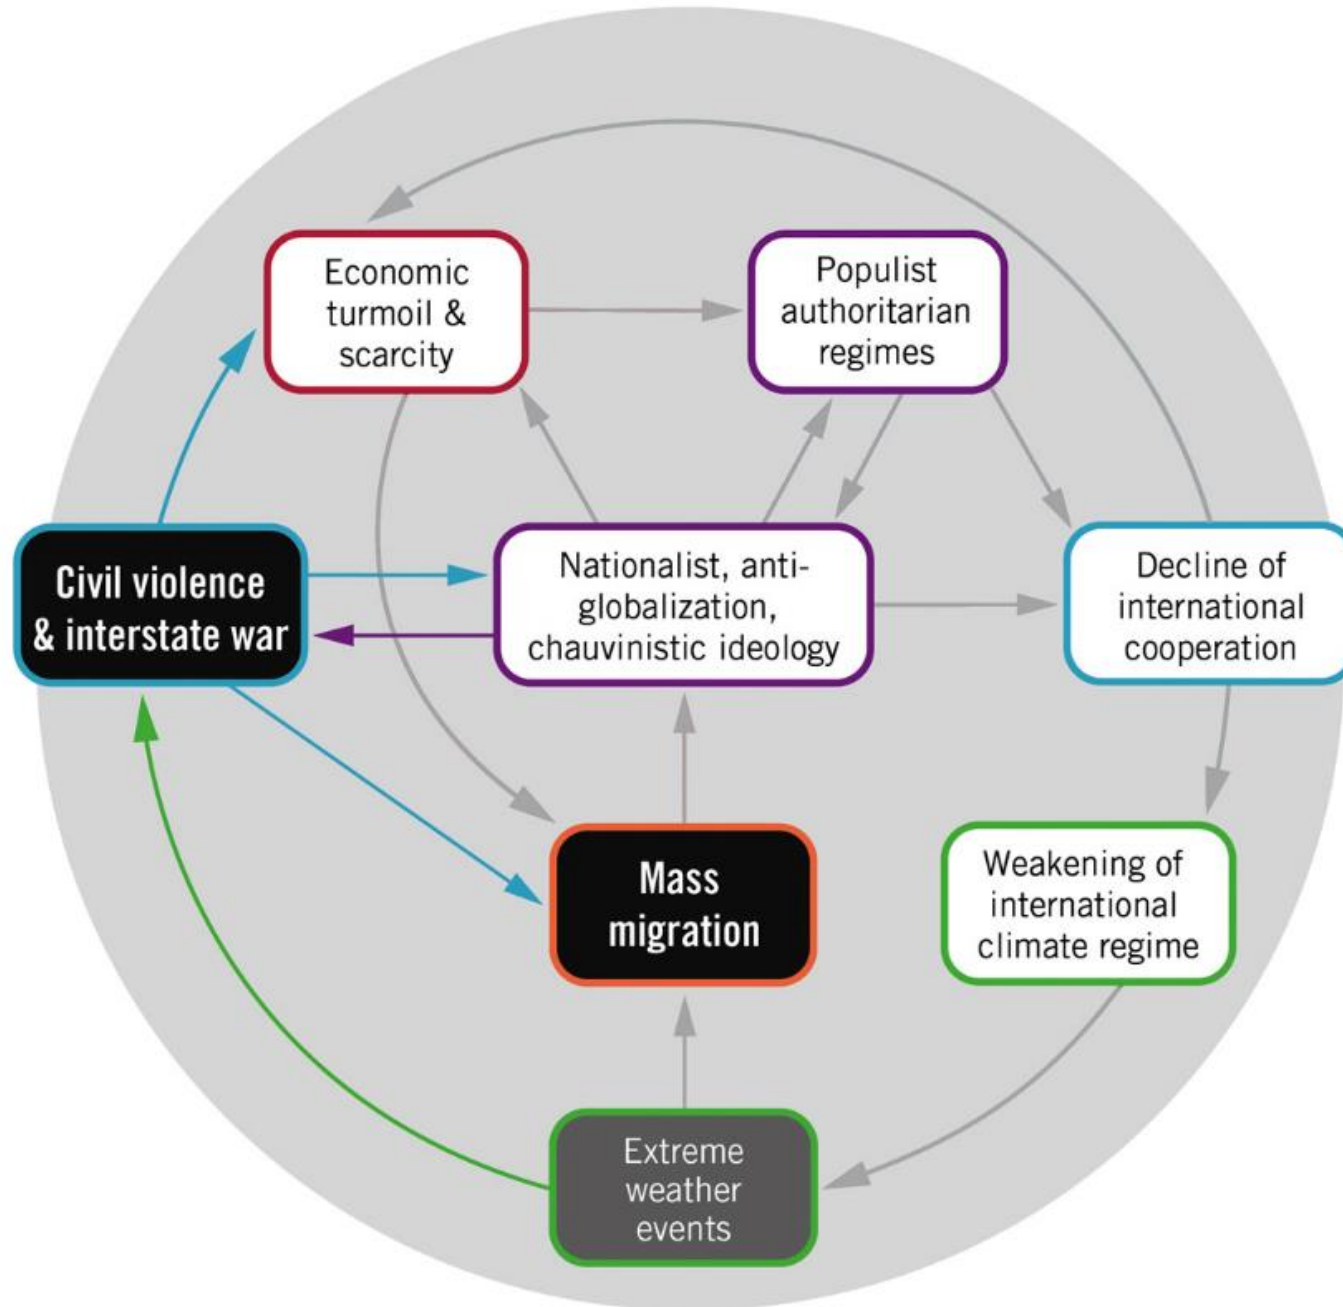 Economic
turmoil &
scarcity
Populist
authoritarian
regimes
Civil violence
& interstate war
Nationalist, anti-
globalization,
chauvinistic ideology
Decline of
international
cooperation
Mass
migration
Weakening of
international
climate regime
Extreme
weather
events